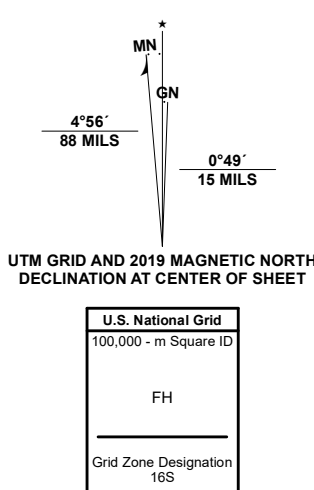 ★
MN
GN
4°56´
88 MILS
0°49´
15 MILS
UTM GRID AND 2019 MAGNETIC NORTH
DECLINATION AT CENTER OF SHEET
U.S. National Grid
100,000 - m Square ID
FH
Grid Zone Designation
16S